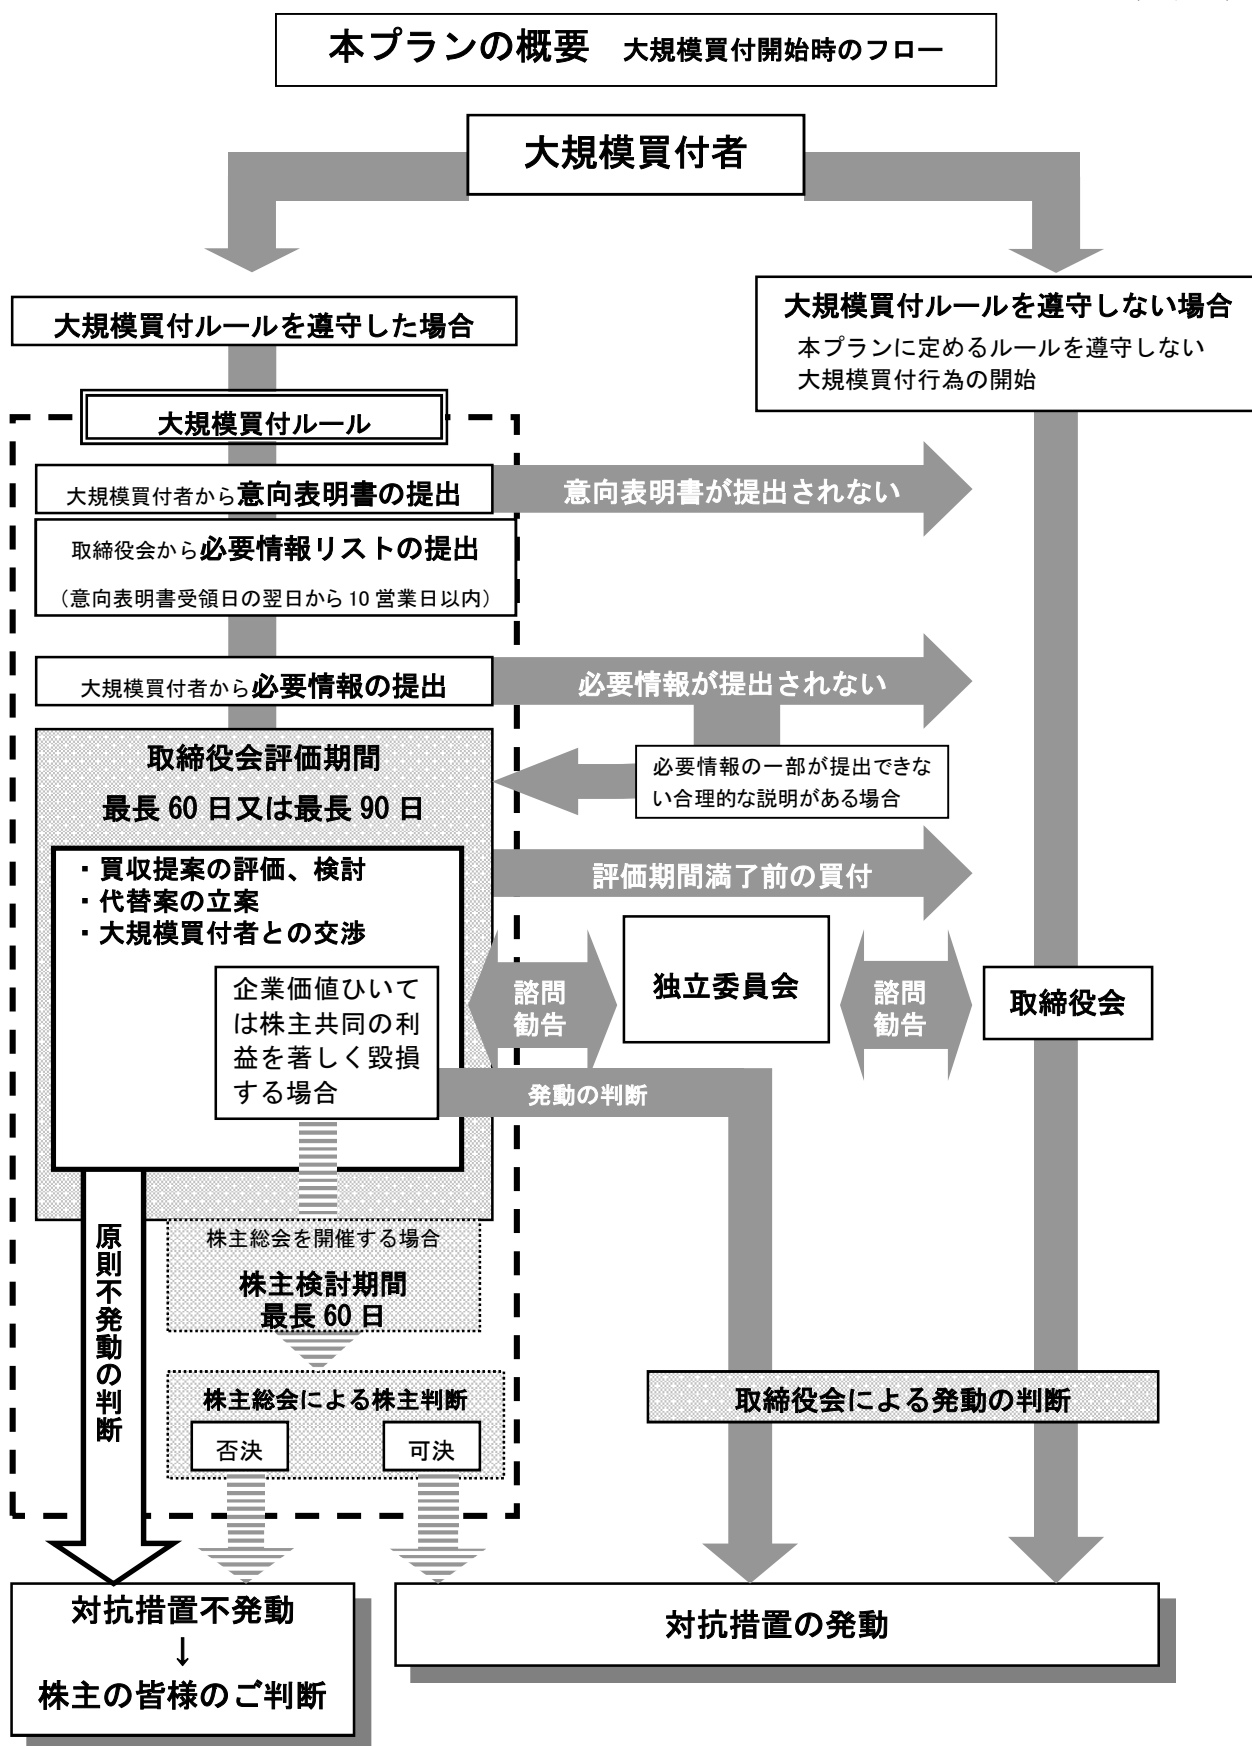 本プランの概要 大規模買付開始時のフロー
大規模買付者
大規模買付ルールを遵守した場合
大規模買付ルールを遵守しない場合
本プランに定めるルールを遵守しない
大規模買付行為の開始
大規模買付ルール
大規模買付者から意向表明書の提出
意向表明書が提出されない
取締役会から必要情報リストの提出
（意向表明書受領日の翌日から 10 営業日以内）
大規模買付者から必要情報の提出
必要情報が提出されない
必要情報の一部が提出できな
い合理的な説明がある場合
取締役会評価期間
最長 60 日又は最長 90 日
・買収提案の評価、検討
・代替案の立案
・大規模買付者との交渉
評価期間満了前の買付
企業価値ひいて
は株主共同の利
益を著しく毀損
する場合
諮問
勧告
独立委員会
諮問
勧告
取締役会
発動の判断
原則不発動の判断
株主総会を開催する場合
株主検討期間
最長 60 日
株主総会による株主判断
否決
可決
取締役会による発動の判断
対抗措置不発動
↓
株主の皆様のご判断
対抗措置の発動